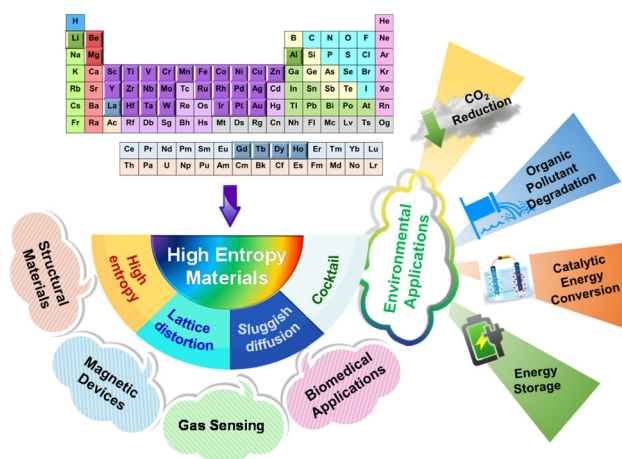 H He
Li Be B C N O F Ne
Na Mg Al Si P S Cl Ar
K Ca Sc Ti V Cr Mn Fe Co Ni Cu Zn Ga Ge As Se Br Kr
Rb Sr Y Zr Nb Mo Tc Ru Rh Pd Ag Cd In Sn Sb Te I Xe
Cs Ba La Hf Ta W Re Os Ir Pt Au Hg Tl Pb Bi Po At Rn
Fr Ra Ac Rf Db Sg Bh Hs Mt Ds Rg Cn Nh Fl Mc Lv Ts Og
Ce Pr Nd Pm Sm Eu Gd Tb Dy Ho Er Tm Yb Lu
Th Pa U Np Pu Am Cm Bk Cf Es Fm Md No Lr
CO2
Reduction
Organic
Pollutant
Degradation
Catalytic
Energy
Conversion
Energy
Storage
Environmental
Applications
High Entropy
Materials
High
entropy
Lattice
distortion
Sluggish
diffusion
Cocktail
Structural
Materials
Magnetic
Devices
Gas Sensing
Biomedical
Applications